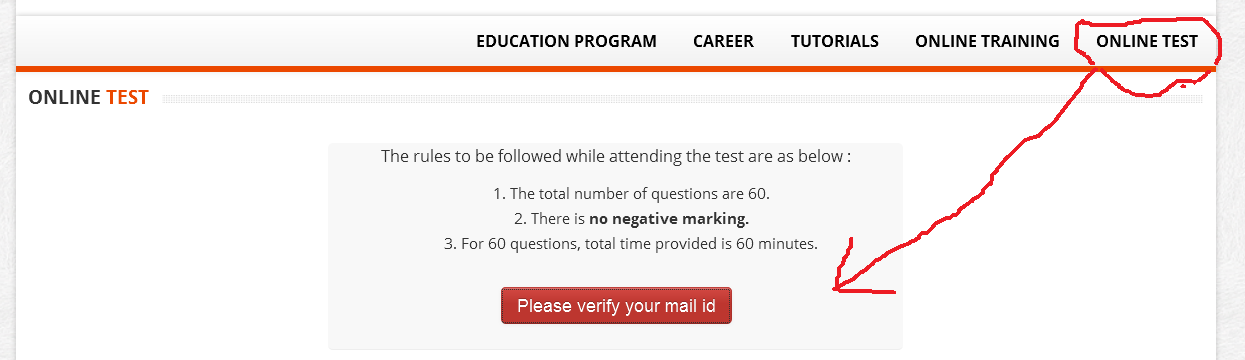 EDUCATION PROGRAM CAREER TUTORIALS ONLINE TRAINING ONLINE TEST
ONLINE TEST
The rules to be followed while attending the test are as below :
1. The total number of questions are 60.
2. There is no negative marking.
3. For 60 questions, total time provided is 60 minutes.
Please verify your mail id